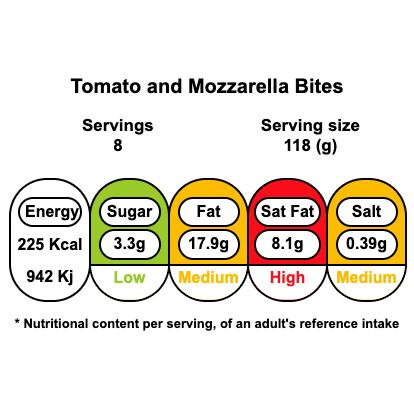 Tomato and Mozzarella Bites
Servings Serving size
8 118 (g)
Energy Sugar Fat Sat Fat Salt
225 Kcal 3.3g 17.9g 8.1g 0.39g
942 Kj Low Medium High Medium
* Nutritional content per serving, of an adult's reference intake